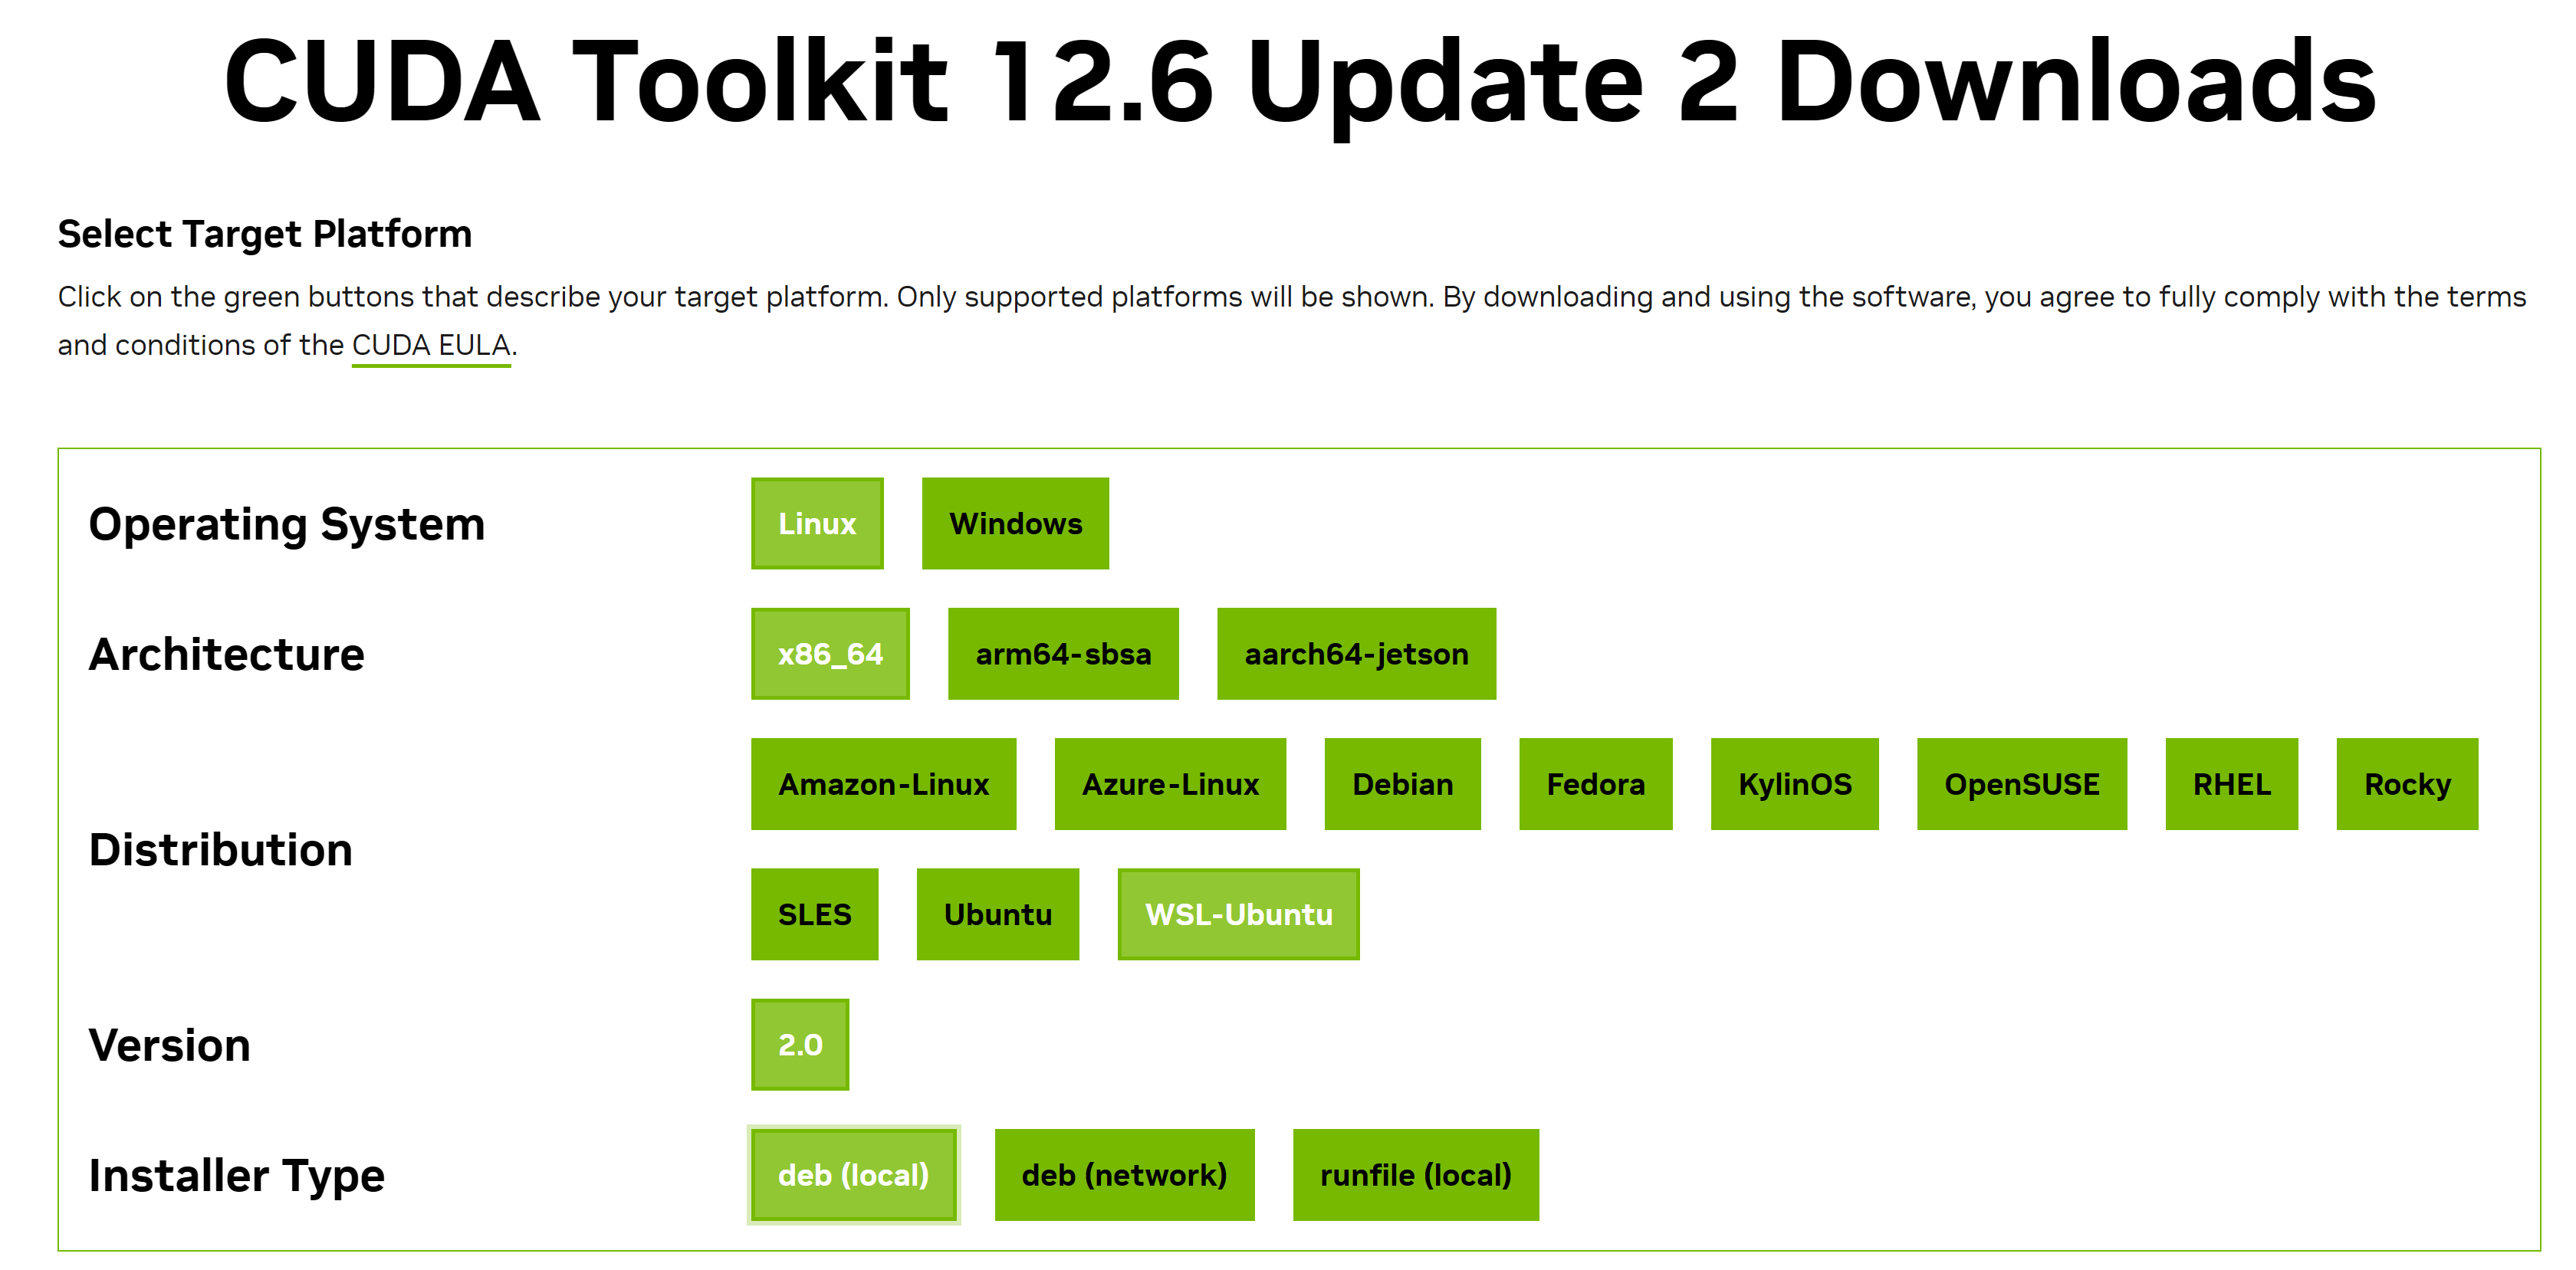 CUDA Toolkit 12.6 Update 2 Downloads
Select Target Platform
Click on the green buttons that describe your target platform. Only supported platforms will be shown. By downloading and using the software, you agree to fully comply with the terms
and conditions of the CUDA EULA.
Operating System Linux Windows
Architecture x86_64 arm64-sbsa aarch64-jetson
Distribution Amazon-Linux Azure-Linux Debian Fedora KylinOS OpenSUSE RHEL Rocky
SLES Ubuntu WSL-Ubuntu
Version 2.0
Installer Type deb (local) deb (network) runfile (local)